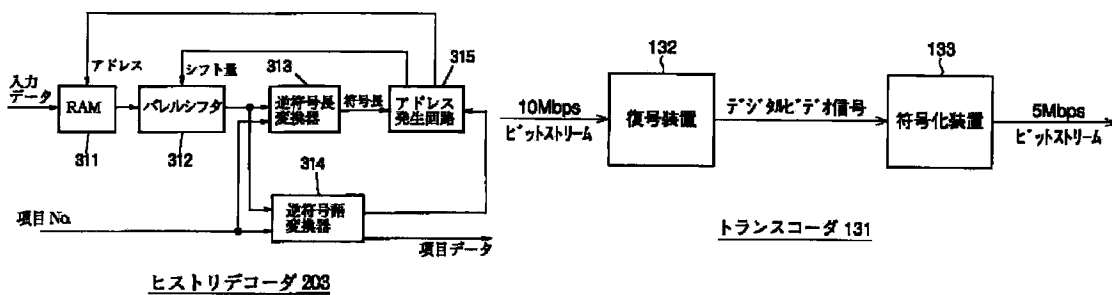 アドレス
シフト量
313
315
入力
データ
RAM
バレルシフタ
逆符号長
変換器
符号長
アドレス
発生回路
311
312
314
項目No.
逆符号語
変換器
項目データ
ヒストリデコーダ 203
132
133
10Mbps
ビットストリーム
復号装置
デジタルビデオ信号
符号化装置
5Mbps
ビットストリーム
トランスコーダ 131